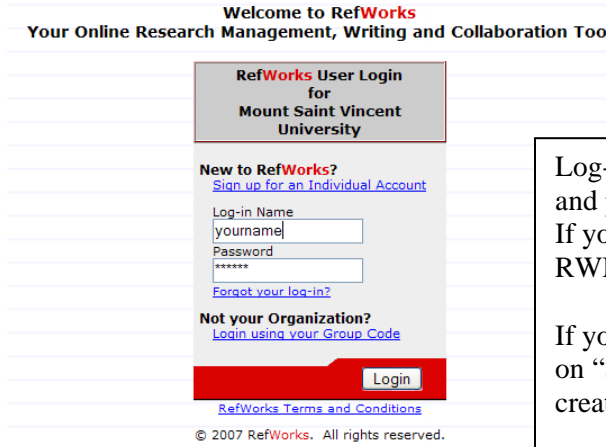 Welcome to RefWorks
Your Online Research Management, Writing and Collaboration Too
RefWorks User Login
for
Mount Saint Vincent
University
New to RefWorks?
Sign up for an Individual Account
Log-in Name
yourname
Password
******
Forgot your log-in?
Not your Organization?
Login using your Group Code
Login
RefWorks Terms and Conditions
© 2007 RefWorks. All rights reserved.
Log-
and
If yo
RW
If yo
on “
creat